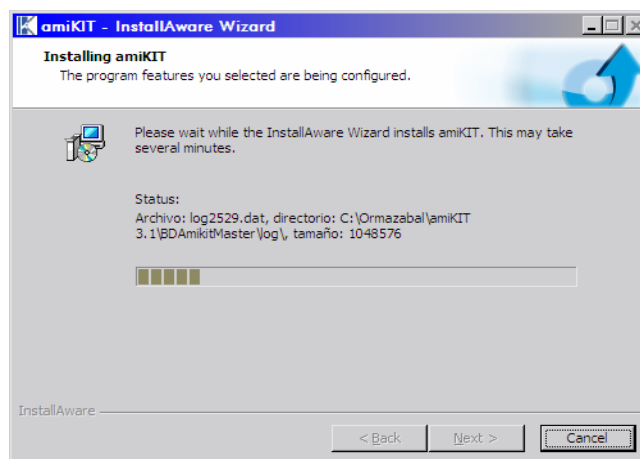 amiKIT - InstallAware Wizard
Installing amiKIT
The program features you selected are being configured.
Please wait while the InstallAware Wizard installs amiKIT. This may take
several minutes.
Status:
Archivo: log2529.dat, directorio: C:\Ormazabal\amiKIT
3.1\BDAmikitMaster\log\, tamaño: 1048576
InstallAware
< Back
Next >
Cancel